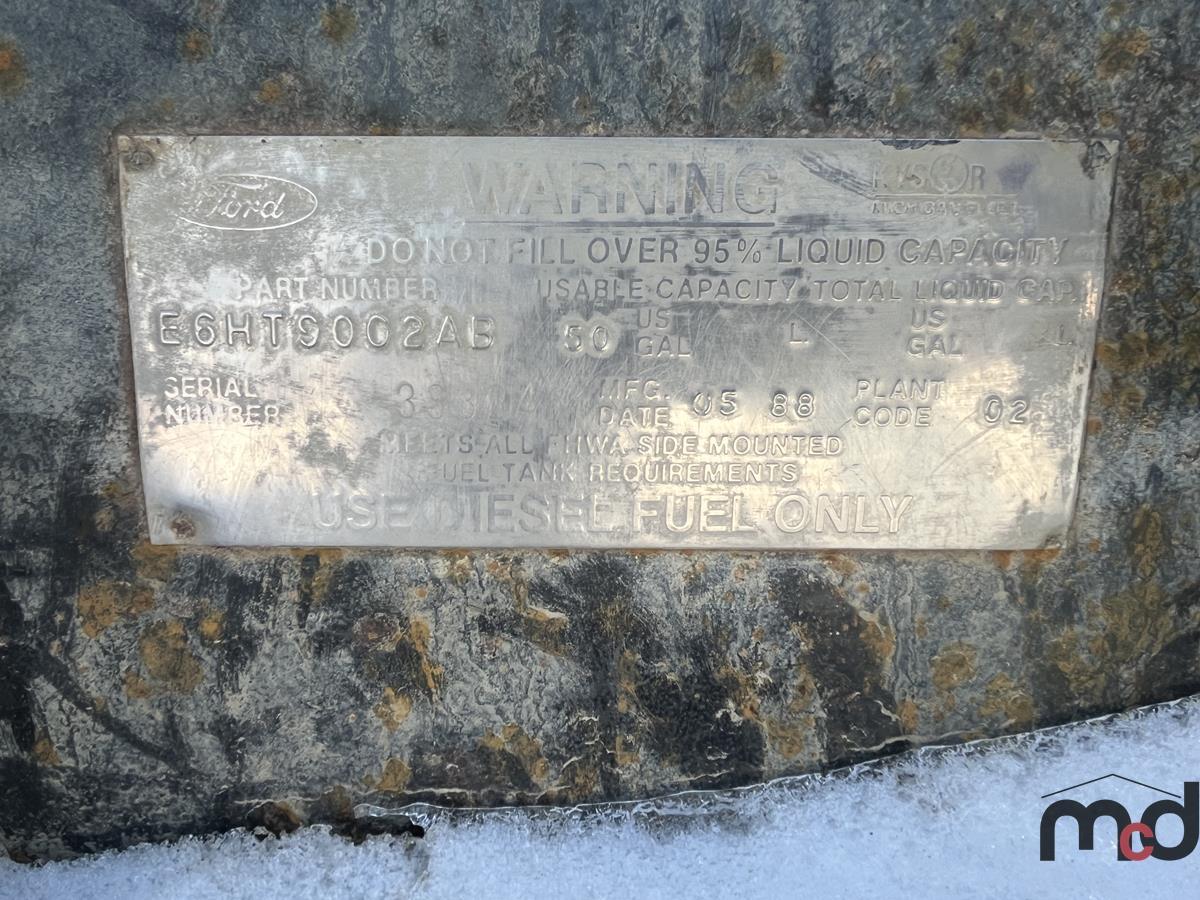 Ford
WARNING
DO NOT FILL OVER 95% LIQUID CAPACITY
PART NUMBER USABLE CAPACITY TOTAL LIQUID CAP.
E6HT9002AB 50 US GAL L US GAL L
SERIAL NUMBER MFG. DATE 05 88 PLANT CODE 02
MEETS ALL FHWA SIDE MOUNTED
FUEL TANK REQUIREMENTS
USE DIESEL FUEL ONLY
mcd